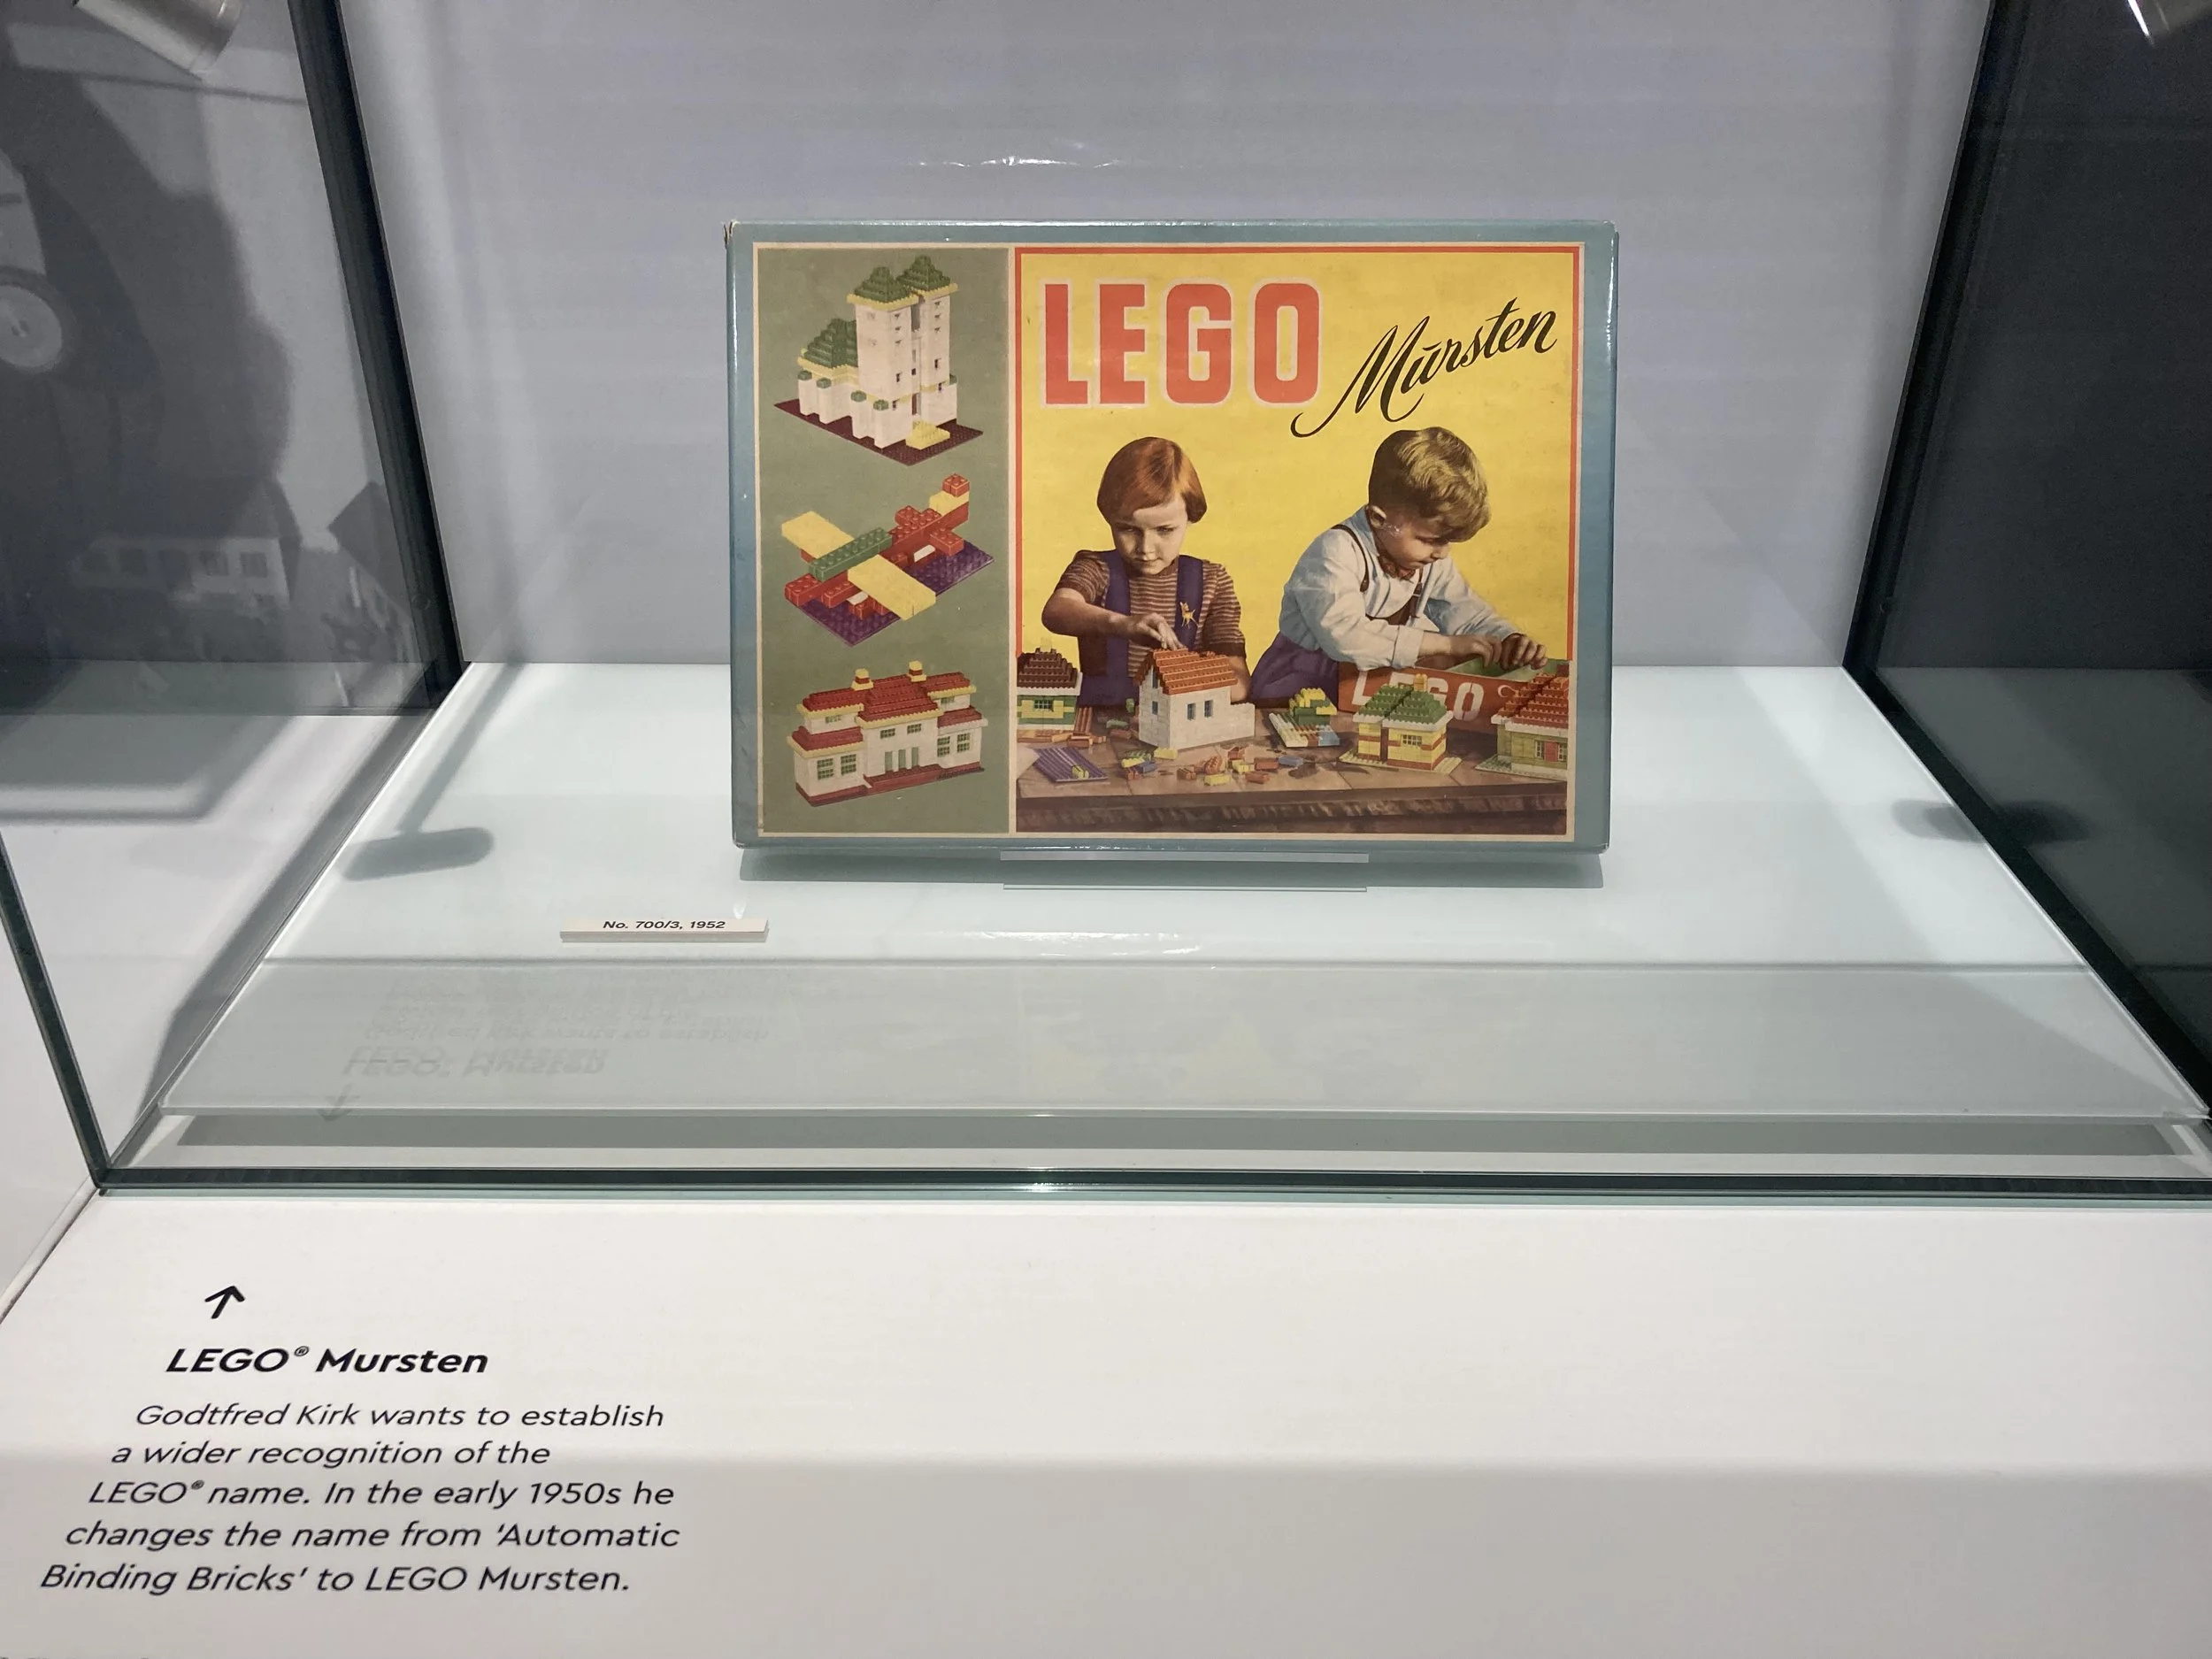 LEGO Mursten
LEGO
No. 700/3, 1952
↑
LEGO® Mursten
Godtfred Kirk wants to establish
a wider recognition of the
LEGO® name. In the early 1950s he
changes the name from ‘Automatic
Binding Bricks’ to LEGO Mursten.